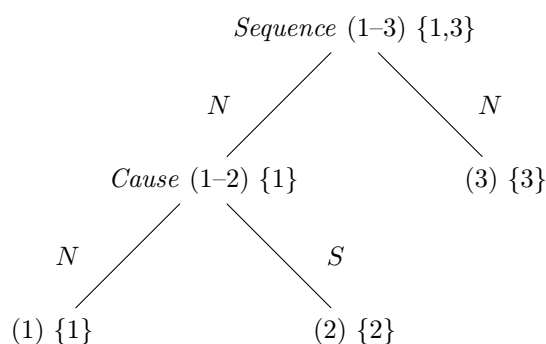 Sequence (1–3) {1,3}
N N
Cause (1–2) {1} (3) {3}
N S
(1) {1} (2) {2}